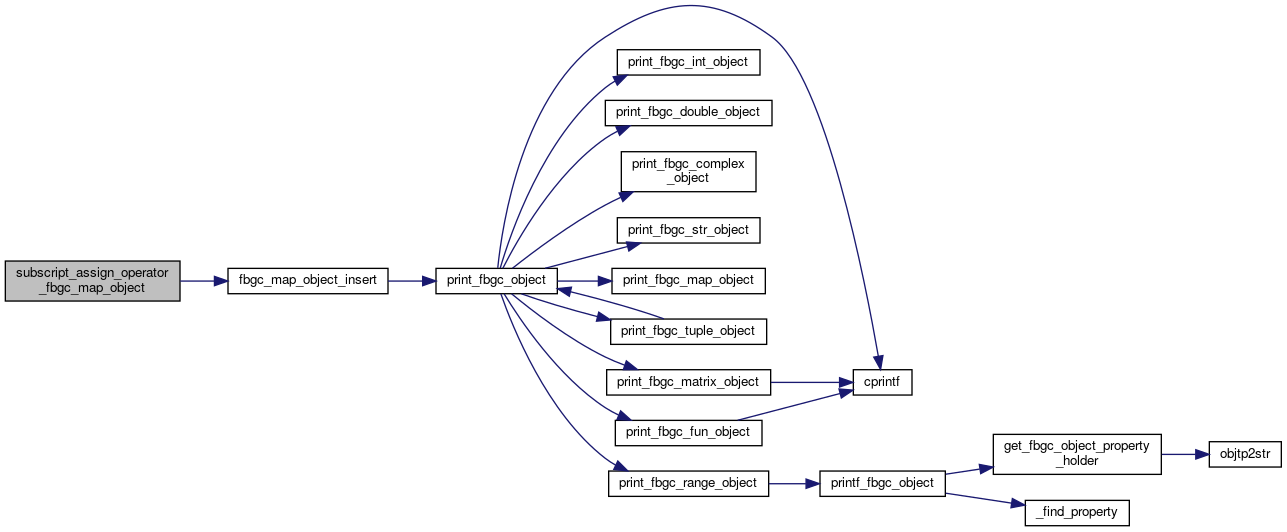 subscript_assign_operator
_fbgc_map_object
fbgc_map_object_insert
print_fbgc_object
print_fbgc_int_object
print_fbgc_double_object
print_fbgc_complex
_object
print_fbgc_str_object
print_fbgc_map_object
print_fbgc_tuple_object
print_fbgc_matrix_object
print_fbgc_fun_object
print_fbgc_range_object
cprintf
printf_fbgc_object
get_fbgc_object_property
_holder
_find_property
objtp2str